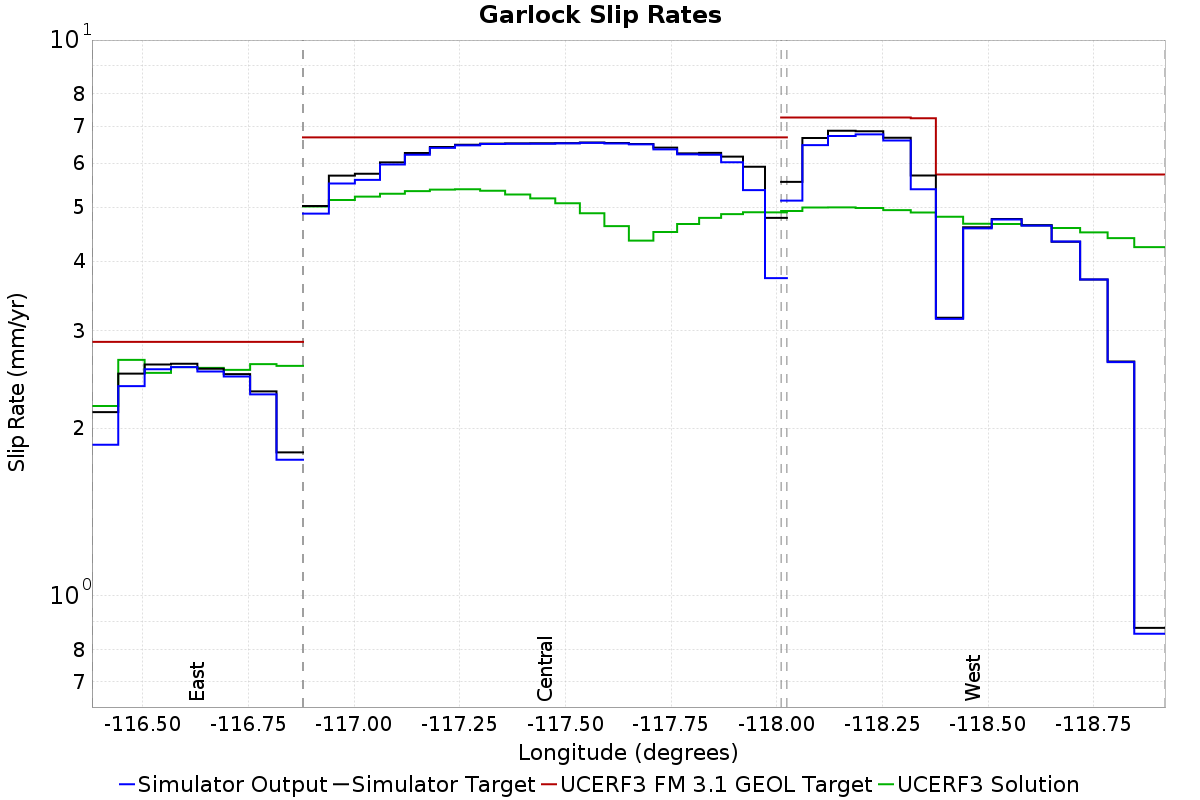 Garlock Slip Rates
Slip Rate (mm/yr)
10^1
8
7
6
5
4
3
2
10^0
8
7
East
Central
West
-116.50 -116.75 -117.00 -117.25 -117.50 -117.75 -118.00 -118.25 -118.50 -118.75
Longitude (degrees)
Simulator Output Simulator Target UCERF3 FM 3.1 GEOL Target UCERF3 Solution